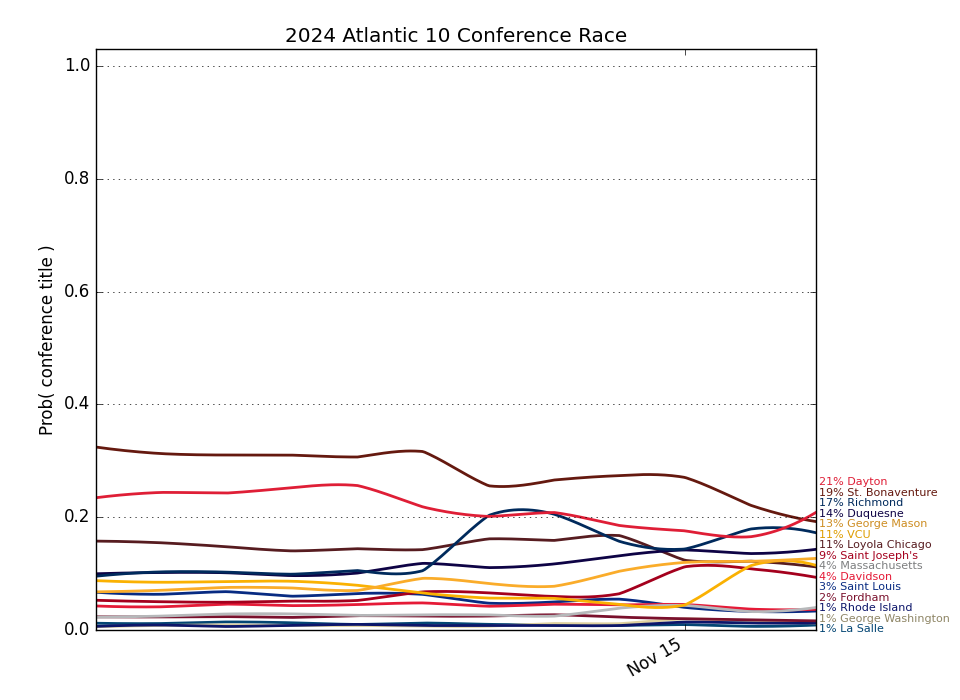 2024 Atlantic 10 Conference Race
1.0
0.8
0.6
0.4
0.2
0.0
Prob( conference title )
Nov 15
21% Dayton
19% St. Bonaventure
17% Richmond
14% Duquesne
13% George Mason
11% VCU
11% Loyola Chicago
9% Saint Joseph's
4% Massachusetts
4% Davidson
3% Saint Louis
2% Fordham
1% Rhode Island
1% George Washington
1% La Salle